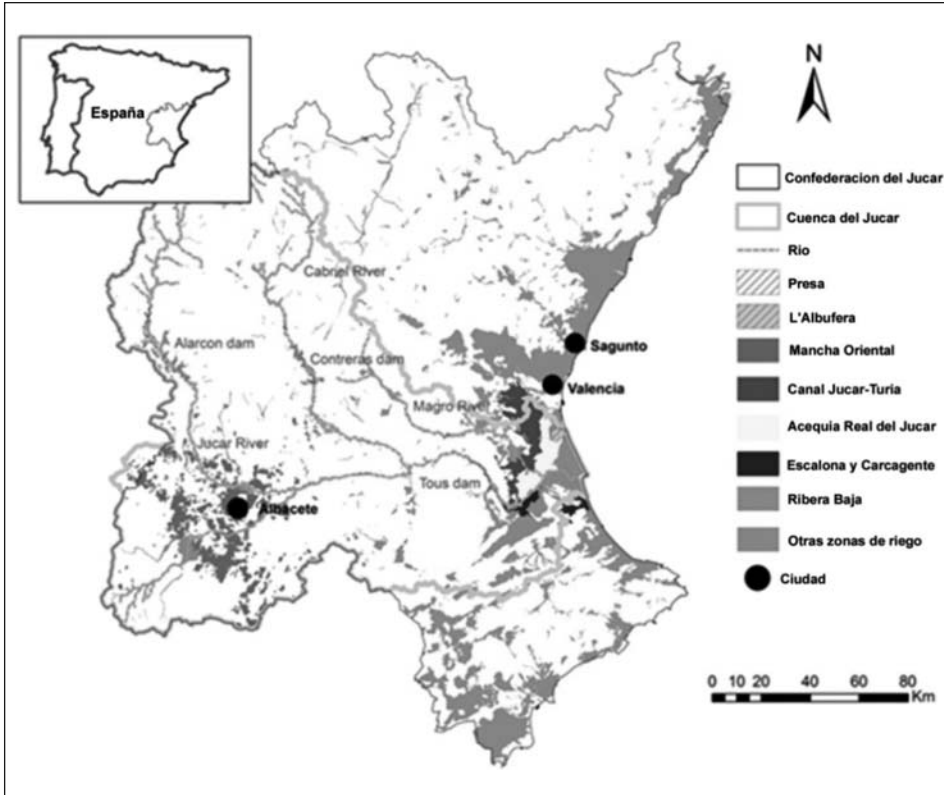 España
N
Cabriel River
Alarcon dam
Contreras dam
Sagunto
Valencia
Magro River
Jucar River
Tous dam
Albacete
Confederacion del Jucar
Cuenca del Jucar
Rio
Presa
L'Albufera
Mancha Oriental
Canal Jucar-Turia
Acequia Real del Jucar
Escalona y Carcagente
Ribera Baja
Otras zonas de riego
Ciudad
0 10 20 40 60 80
Km